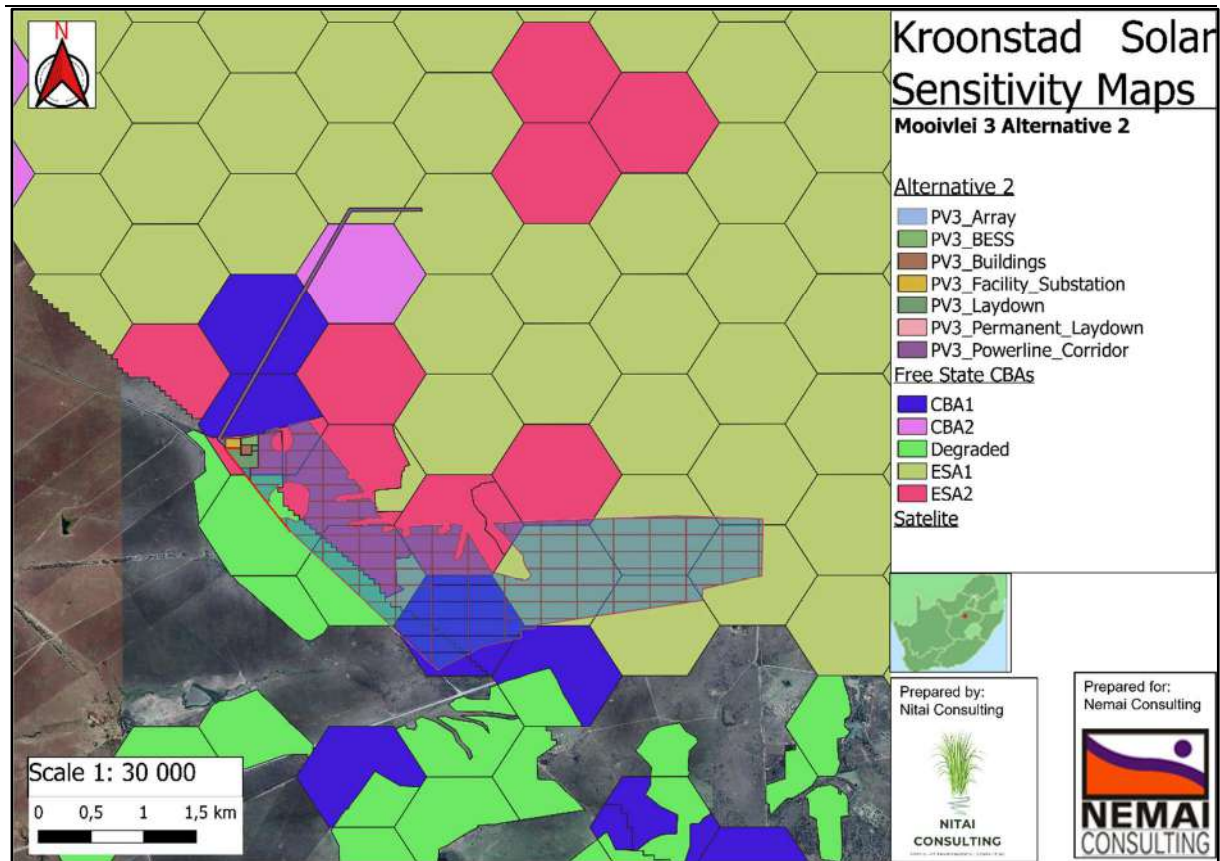 N
Kroonstad Solar
Sensitivity Maps
Mooivlei 3 Alternative 2
Alternative 2
PV3_Array
PV3_BESS
PV3_Buildings
PV3_Facility_Substation
PV3_Laydown
PV3_Permanent_Laydown
PV3_Powerline_Corridor
Free State CBAs
CBA1
CBA2
Degraded
ESA1
ESA2
Satelite
Scale 1: 30 000
0 0,5 1 1,5 km
Prepared by:
Nitai Consulting
NITAI
CONSULTING
Prepared for:
Nemai Consulting
NEMAI
CONSULTING